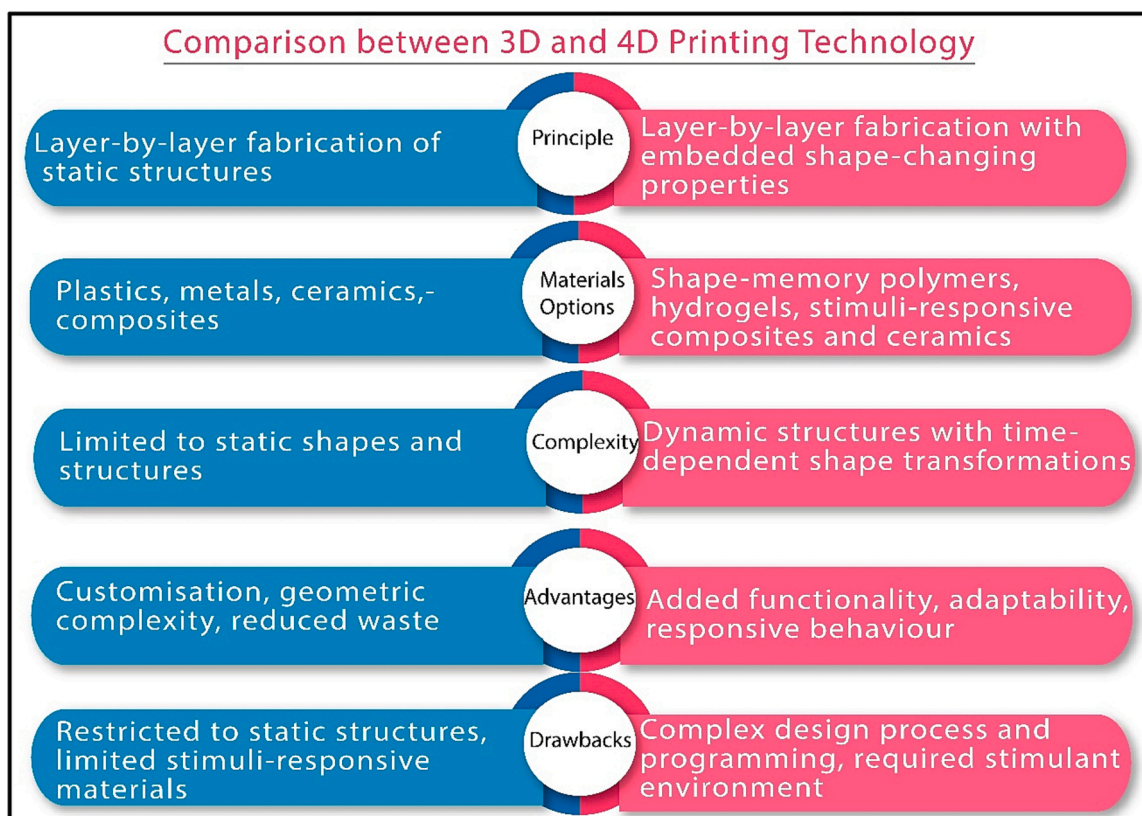 Comparison between 3D and 4D Printing Technology
Layer-by-layer fabrication of
static structures
Principle
Layer-by-layer fabrication with
embedded shape-changing
properties
Plastics, metals, ceramics,-
composites
Materials
Options
Shape-memory polymers,
hydrogels, stimuli-responsive
composites and ceramics
Limited to static shapes and
structures
Complexity
Dynamic structures with time-
dependent shape transformations
Customisation, geometric
complexity, reduced waste
Advantages
Added functionality, adaptability,
responsive behaviour
Restricted to static structures,
limited stimuli-responsive
materials
Drawbacks
Complex design process and
programming, required stimulant
environment